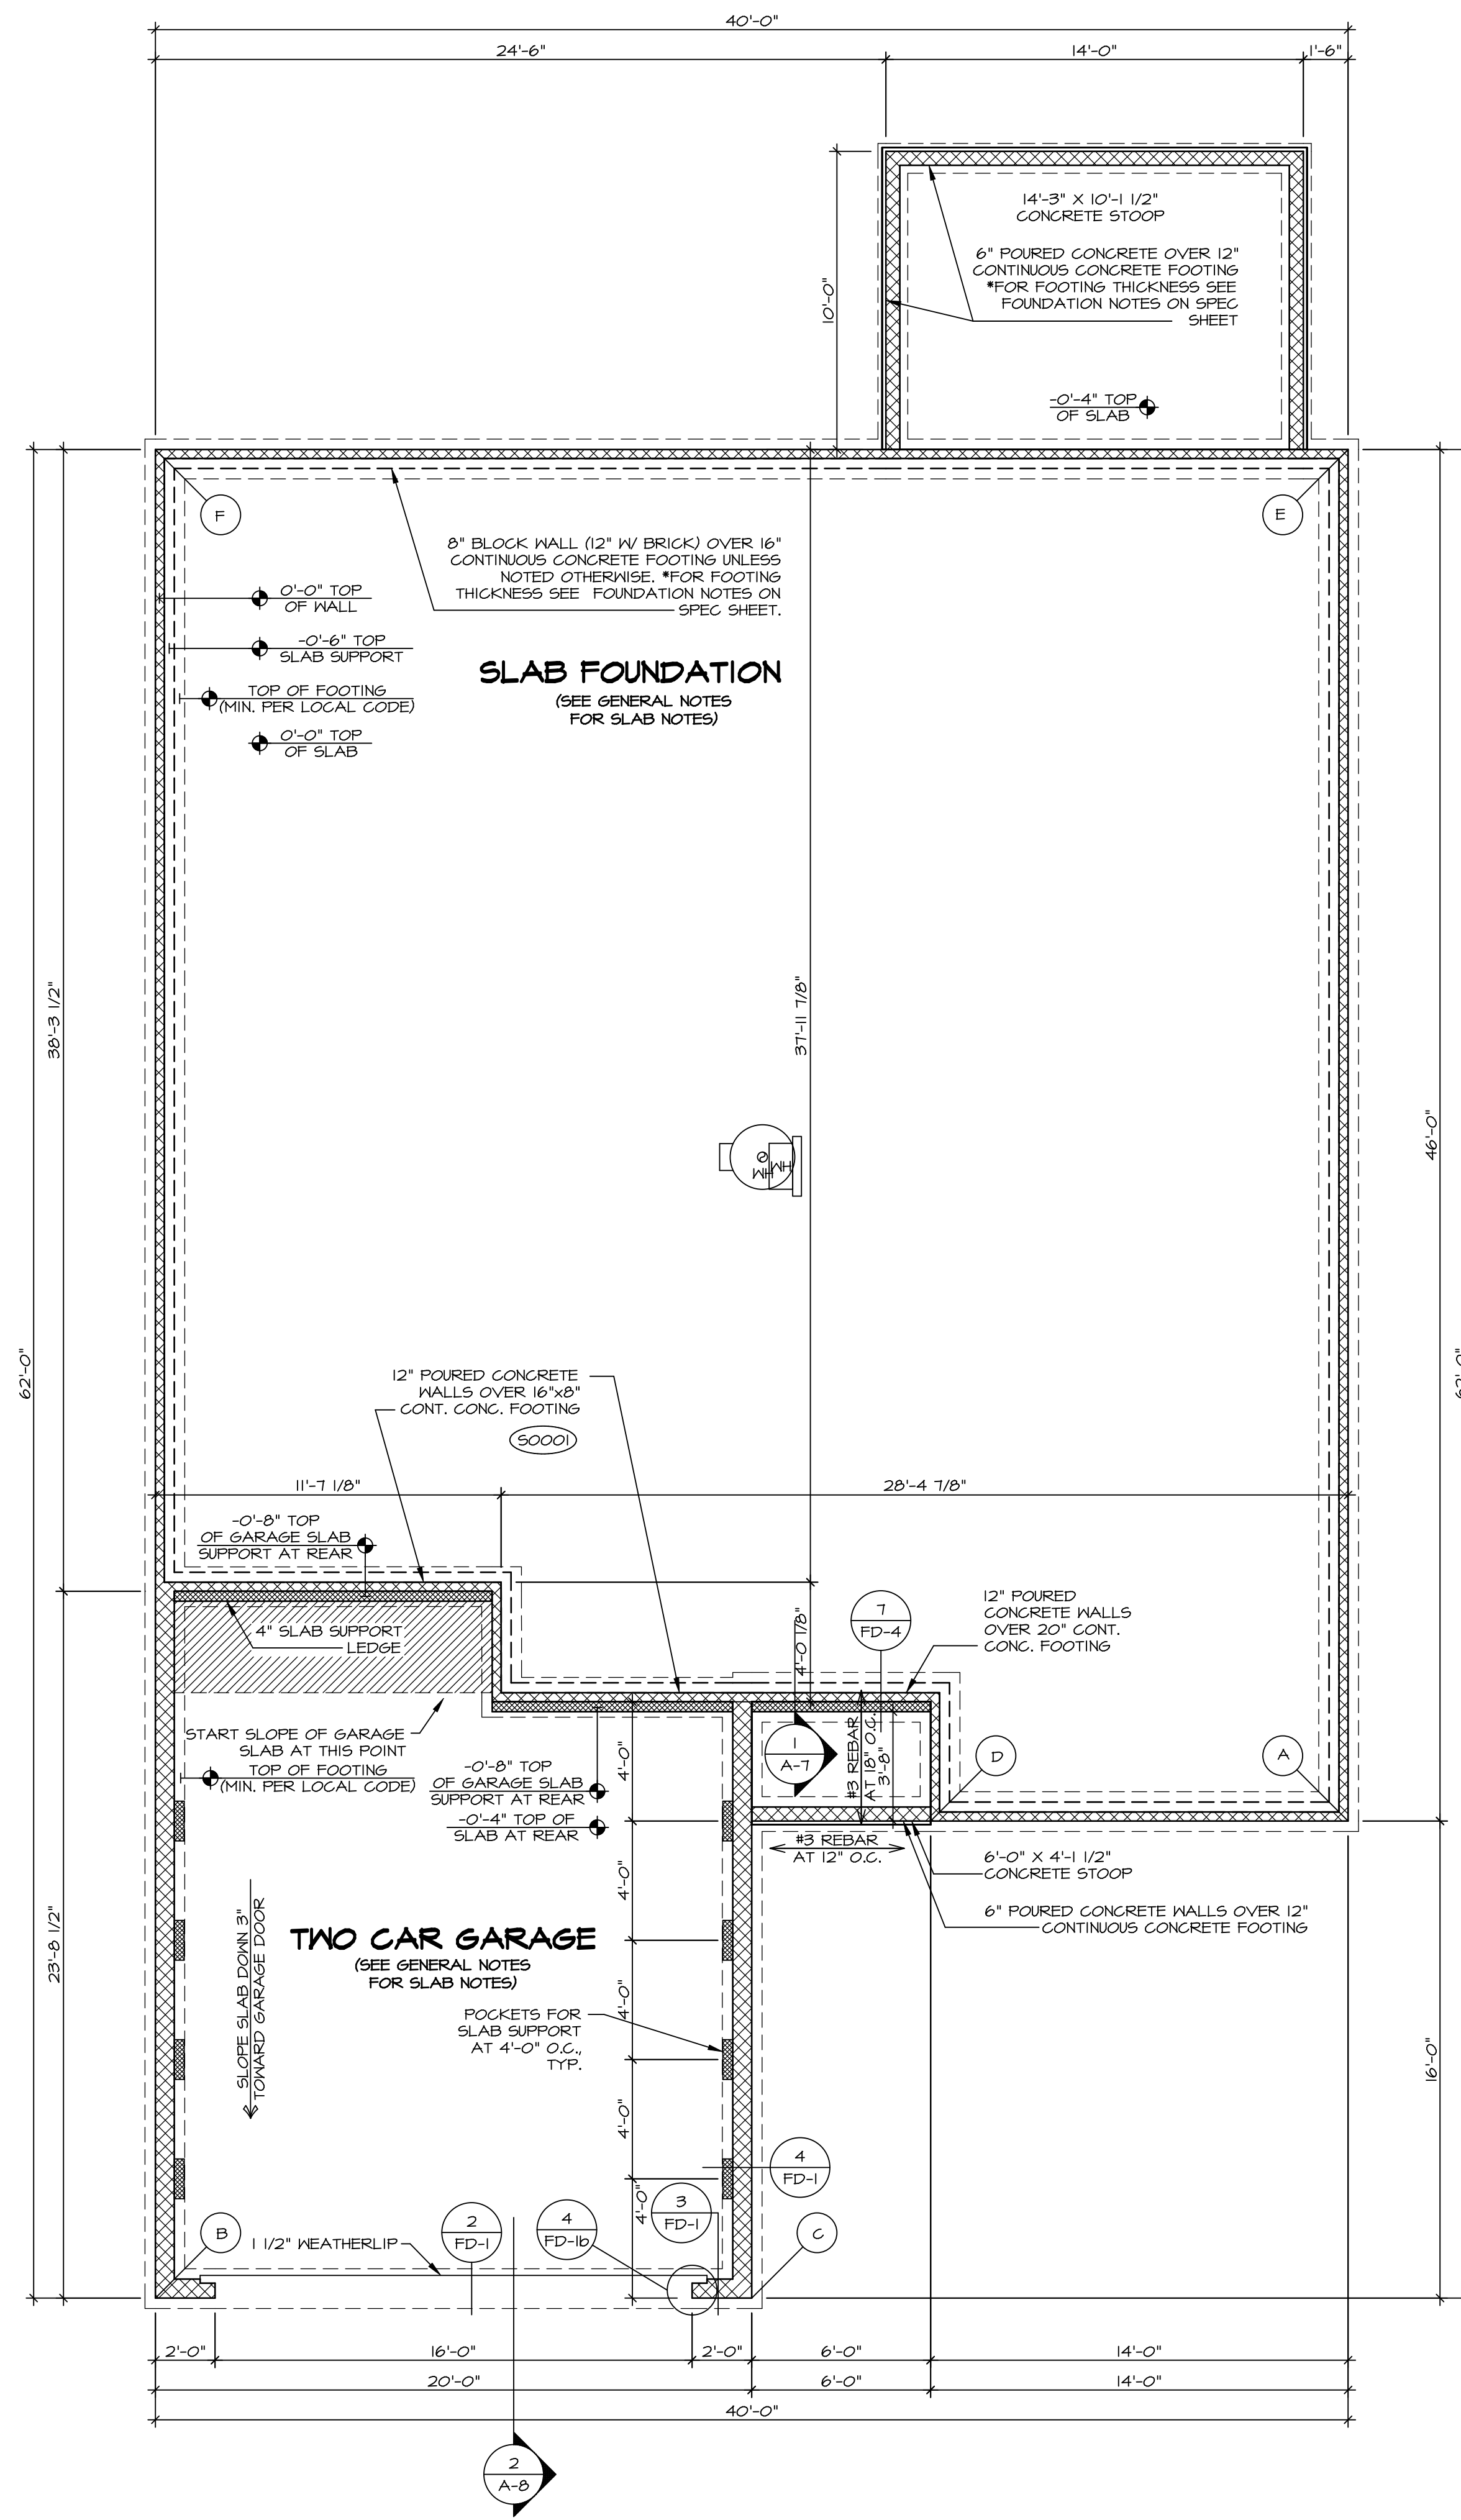 40'-0"
24'-6"
14'-0"
1'-6"
14'-3" X 10'-1 1/2"
CONCRETE STOOP
6" POURED CONCRETE OVER 12"
CONTINUOUS CONCRETE FOOTING
*FOR FOOTING THICKNESS SEE
FOUNDATION NOTES ON SPEC
SHEET
10'-0"
-0'-4" TOP
OF SLAB
F
E
8" BLOCK WALL (12" W/ BRICK) OVER 16"
CONTINUOUS CONCRETE FOOTING UNLESS
NOTED OTHERWISE. *FOR FOOTING
THICKNESS SEE FOUNDATION NOTES ON
SPEC SHEET.
0'-0" TOP
OF WALL
-0'-6" TOP
SLAB SUPPORT
TOP OF FOOTING
(MIN. PER LOCAL CODE)
0'-0" TOP
OF SLAB
SLAB FOUNDATION
(SEE GENERAL NOTES
FOR SLAB NOTES)
38'-3 1/2"
37'-11 7/8"
46'-0"
WH
WH
62'-0"
62'-0"
12" POURED CONCRETE
WALLS OVER 16"x8"
CONT. CONC. FOOTING
S0001
11'-7 1/8"
28'-4 7/8"
-0'-8" TOP
OF GARAGE SLAB
SUPPORT AT REAR
4" SLAB SUPPORT
LEDGE
4'-0 1/8"
7
FD-4
12" POURED
CONCRETE WALLS
OVER 20" CONT.
CONC. FOOTING
START SLOPE OF GARAGE
SLAB AT THIS POINT
TOP OF FOOTING
(MIN. PER LOCAL CODE)
-0'-8" TOP
OF GARAGE SLAB
SUPPORT AT REAR
-0'-4" TOP OF
SLAB AT REAR
4'-0"
1
A-7
#3 REBAR
AT 18" O.C.
3'-8"
D
A
#3 REBAR
AT 12" O.C.
6'-0" X 4'-1 1/2"
CONCRETE STOOP
6" POURED CONCRETE WALLS OVER 12"
CONTINUOUS CONCRETE FOOTING
4'-0"
23'-8 1/2"
SLOPE SLAB DOWN 3"
TOWARD GARAGE DOOR
TWO CAR GARAGE
(SEE GENERAL NOTES
FOR SLAB NOTES)
POCKETS FOR
SLAB SUPPORT
AT 4'-0" O.C.,
TYP.
4'-0"
16'-0"
4'-0"
4
FD-1
4'-0"
3
FD-1
B
1 1/2" WEATHERLIP
2
FD-1
4
FD-1b
C
2'-0"
16'-0"
2'-0"
6'-0"
14'-0"
20'-0"
6'-0"
14'-0"
40'-0"
2
A-8